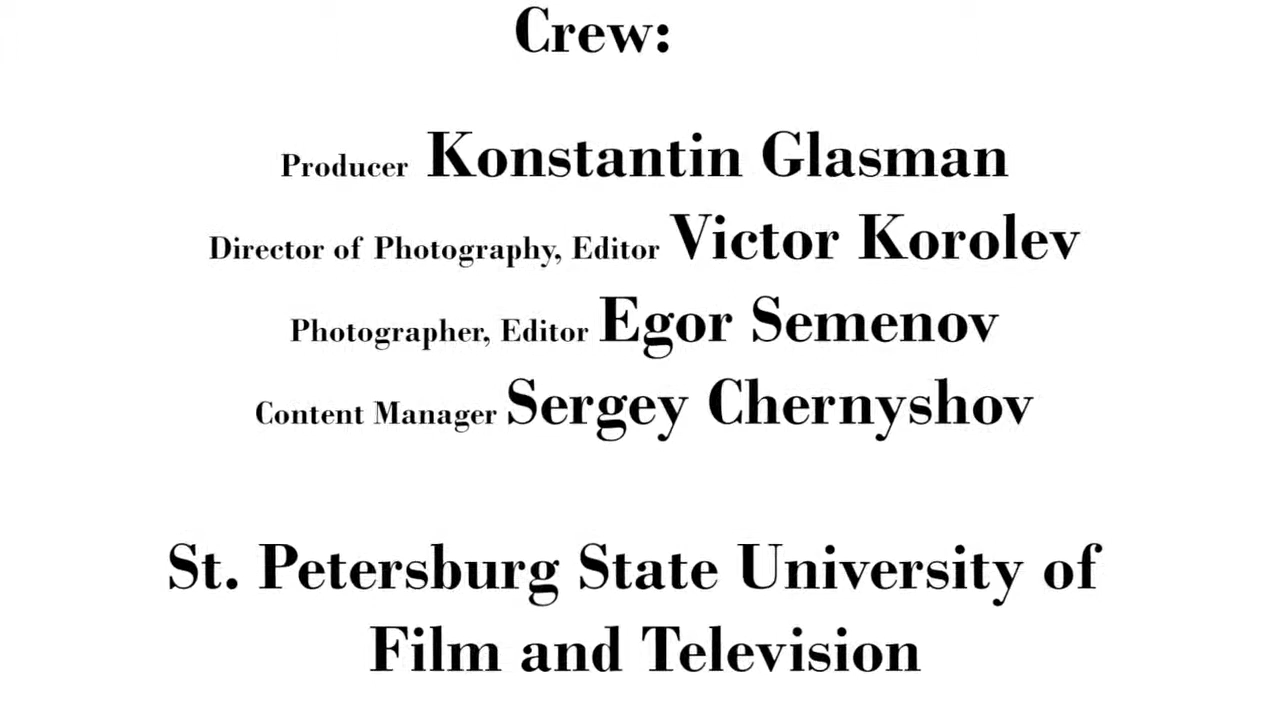 Crew:
Producer Konstantin Glasman
Director of Photography, Editor Victor Korolev
Photographer, Editor Egor Semenov
Content Manager Sergey Chernyshov
St. Petersburg State University of
Film and Television